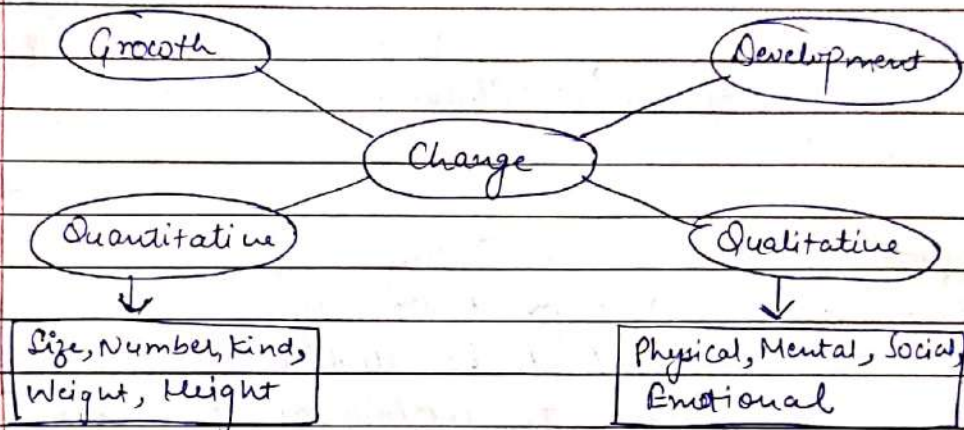 Growth
Development
Change
Quantitative
Qualitative
Size, Number, Kind,
Weight, Height
Physical, Mental, Social,
Emotional